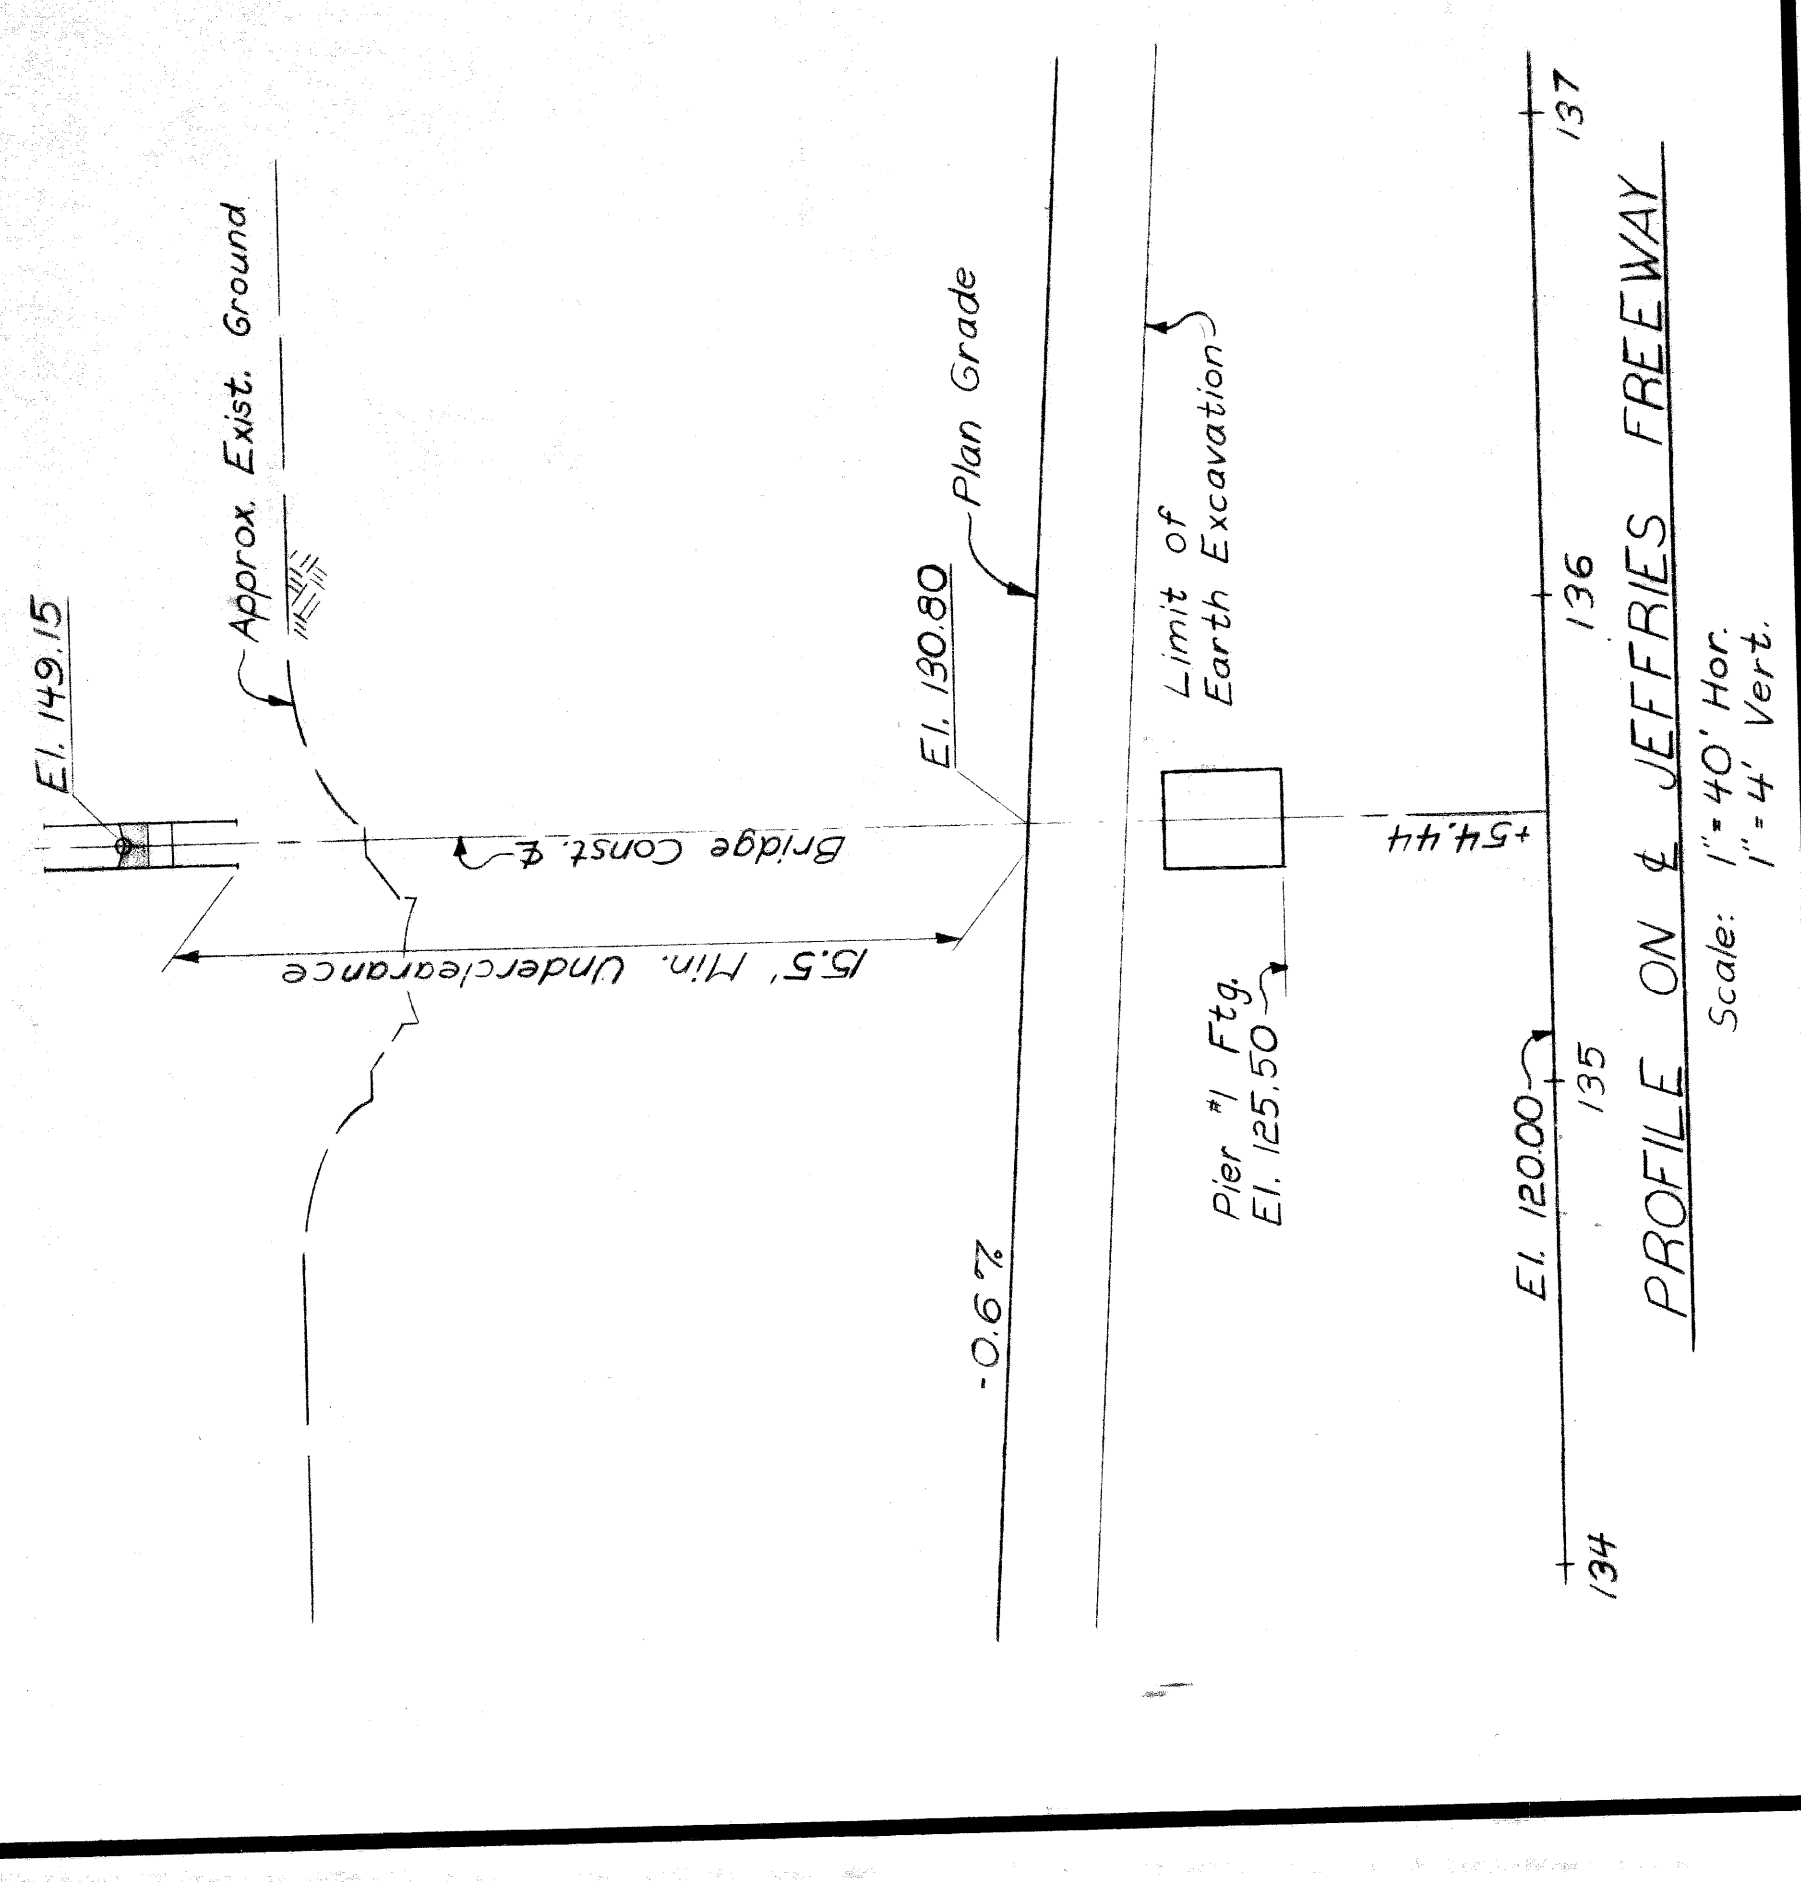 El. 149.15
Approx. Exist. Ground
Bridge Const. ℄
15.5' Min. Underclearance
El. 130.80
Plan Grade
-0.6%
Limit of
Earth Excavation
Pier #1 Ftg.
El. 125.50
+54.44
El. 120.00
134 135 136 137
PROFILE ON ℄ JEFFRIES FREEWAY
Scale: 1"=40' Hor.
1"=4' Vert.